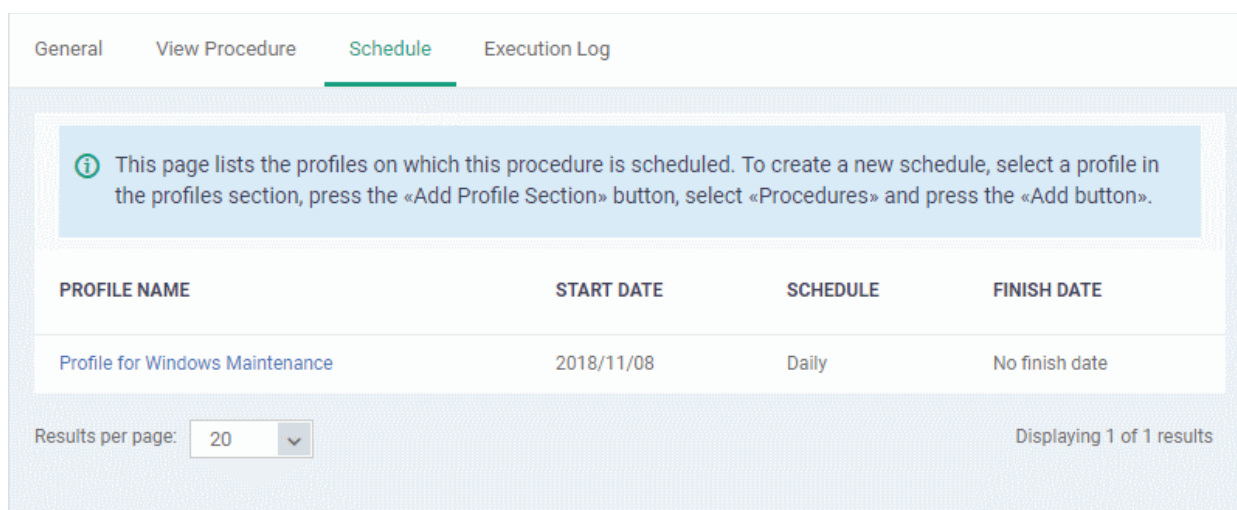 General View Procedure Schedule Execution Log
This page lists the profiles on which this procedure is scheduled. To create a new schedule, select a profile in
the profiles section, press the «Add Profile Section» button, select «Procedures» and press the «Add button».
PROFILE NAME START DATE SCHEDULE FINISH DATE
Profile for Windows Maintenance 2018/11/08 Daily No finish date
Results per page: 20 Displaying 1 of 1 results